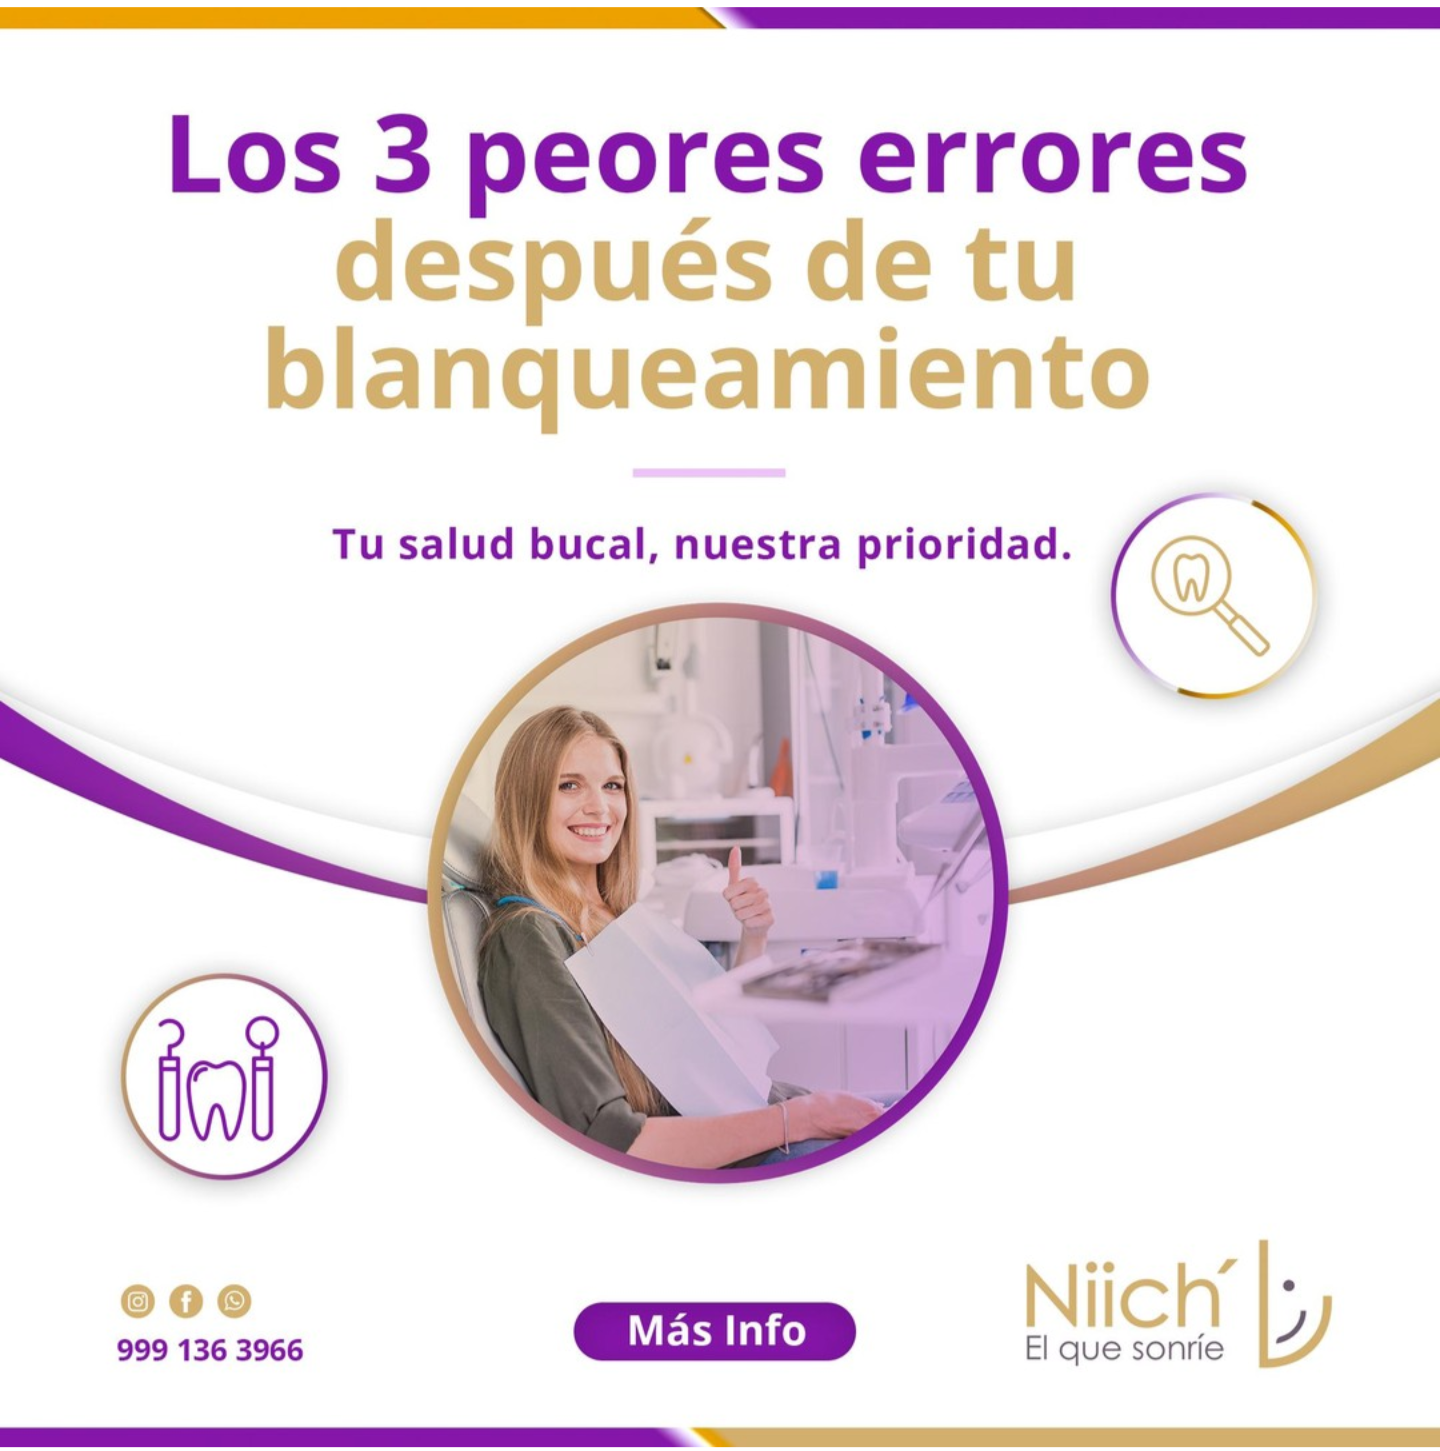 Los 3 peores errores
después de tu
blanqueamiento
Tu salud bucal, nuestra prioridad.
999 136 3966
Más Info
Niich´
El que sonríe